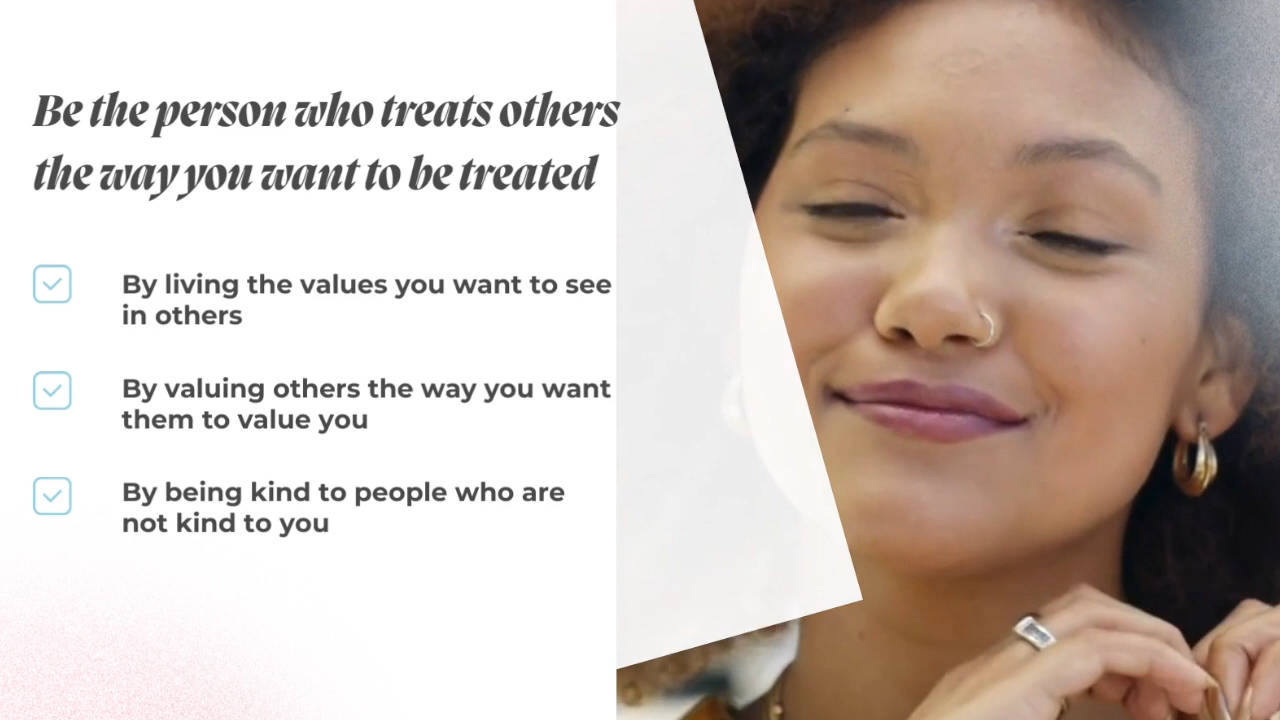 Be the person who treats others
the way you want to be treated
By living the values you want to see
in others
By valuing others the way you want
them to value you
By being kind to people who are
not kind to you